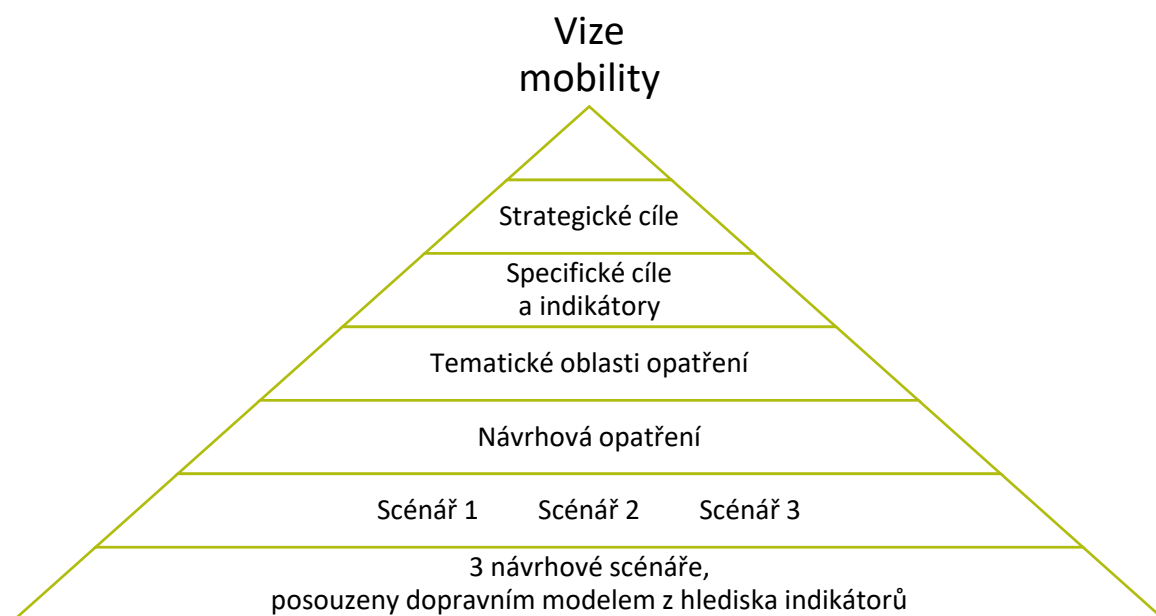 Vize
mobility
Strategické cíle
Specifické cíle
a indikátory
Tematické oblasti opatření
Návrhová opatření
Scénář 1 Scénář 2 Scénář 3
3 návrhové scénáře,
posouzeny dopravním modelem z hlediska indikátorů